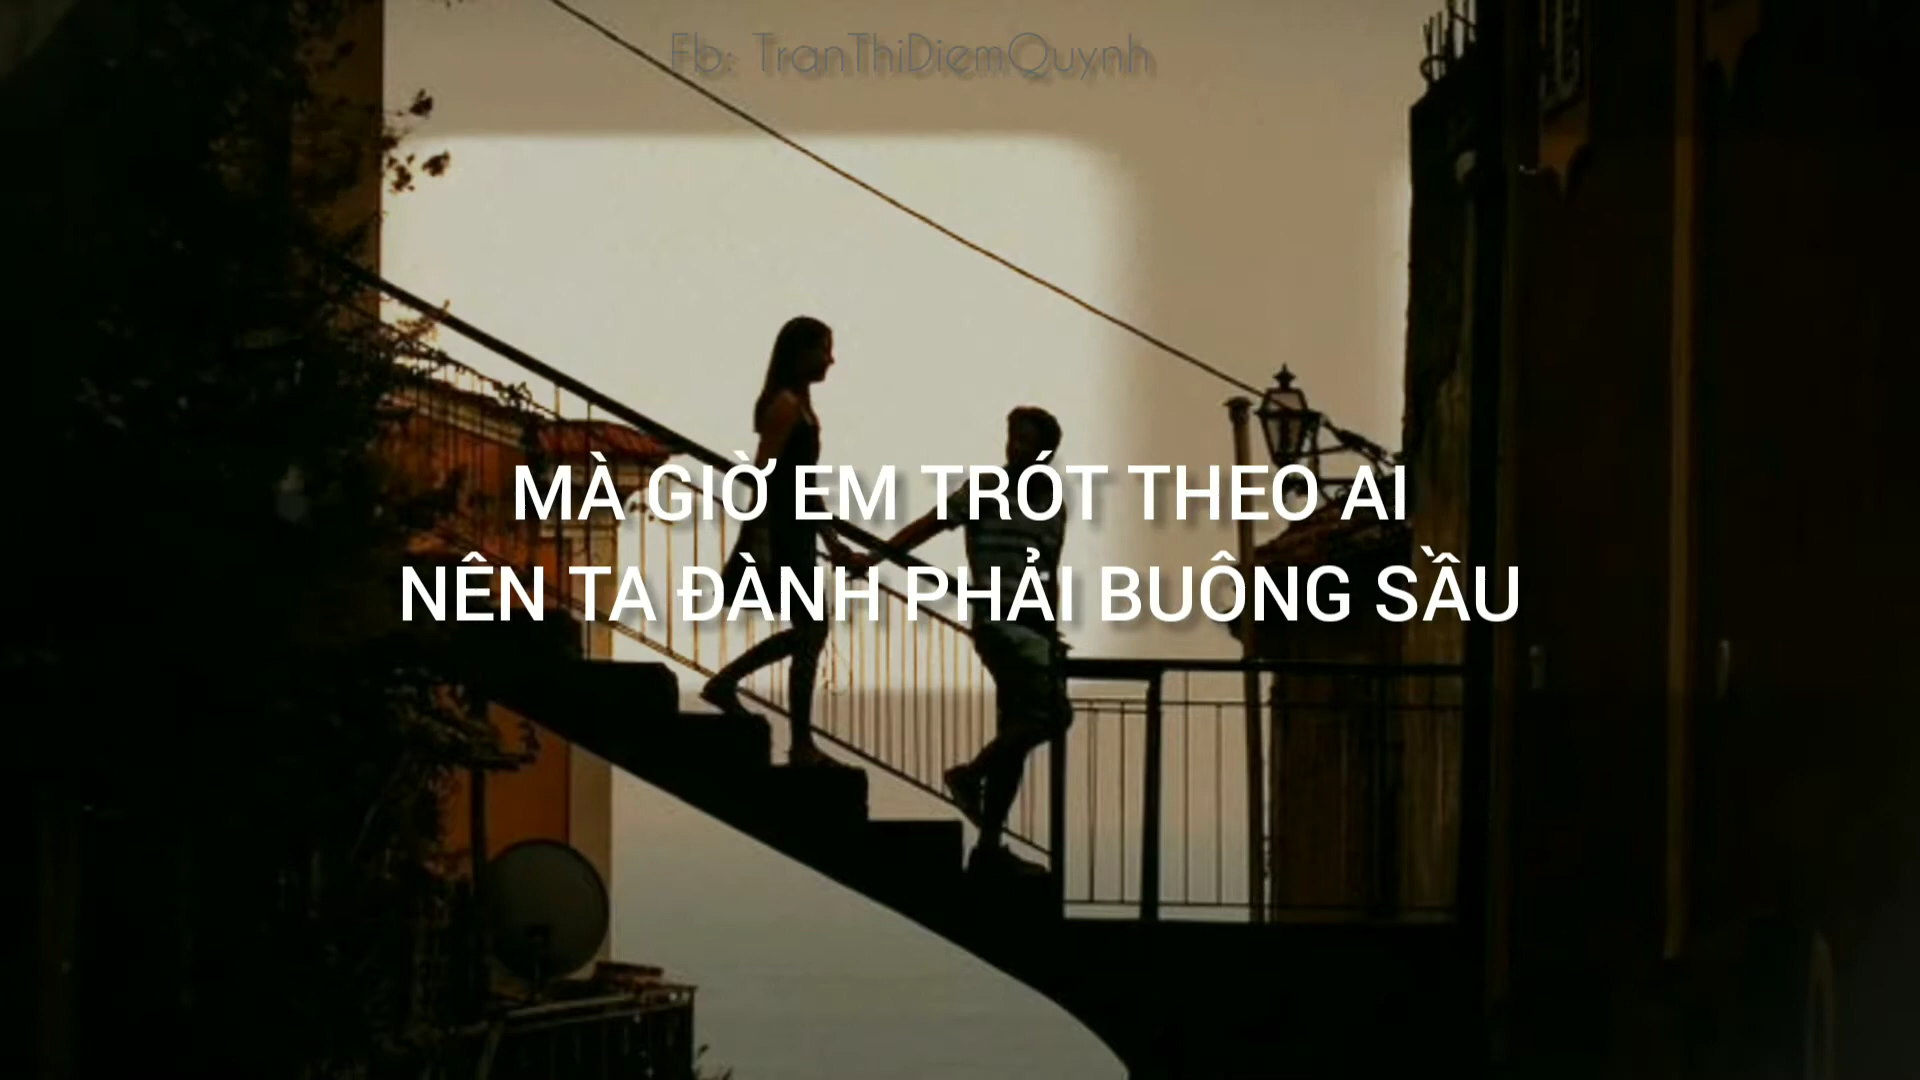 Fb: TranThiDiemQuynh
MÀ GIỜ EM TRÓT THEO AI
NÊN TA ĐÀNH PHẢI BUÔNG SẦU